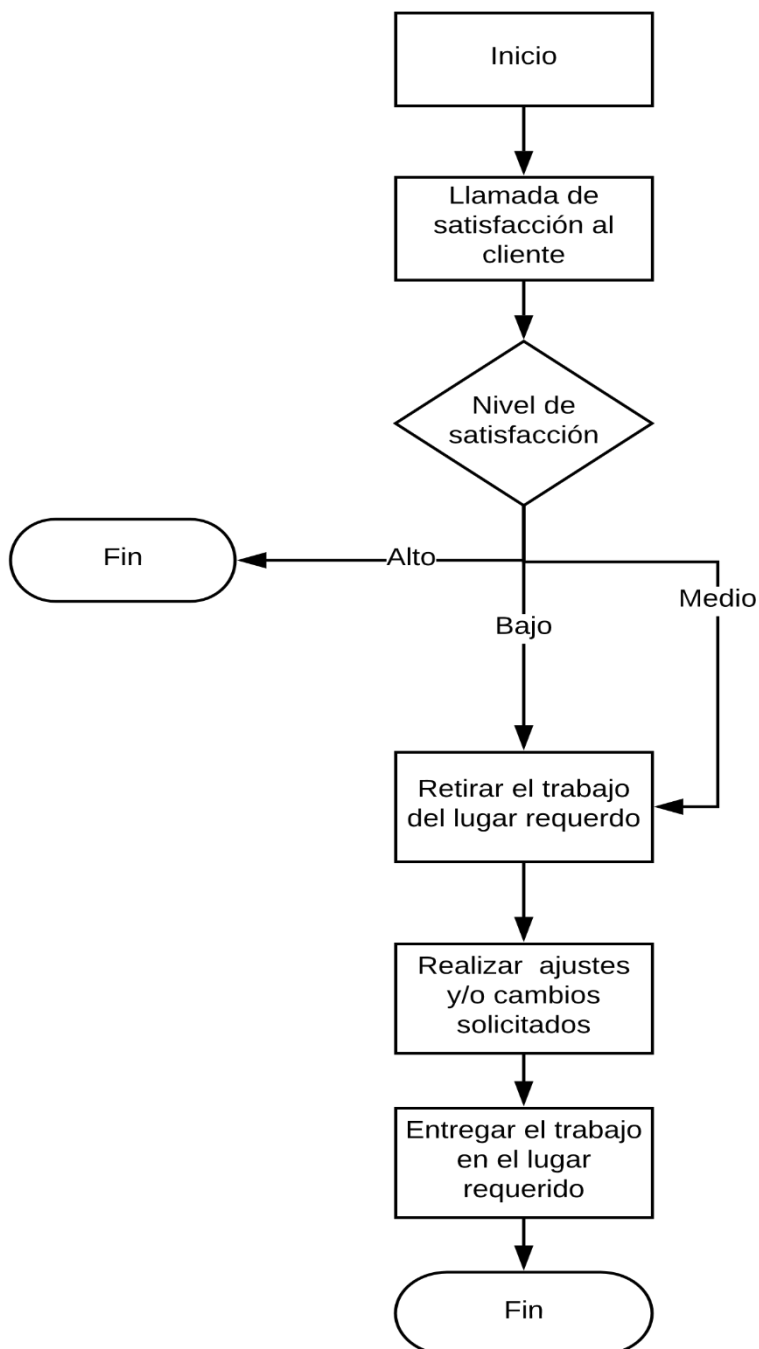 Inicio
Llamada de
satisfacción al
cliente
Nivel de
satisfacción
Fin
Alto
Medio
Bajo
Retirar el trabajo
del lugar requerdo
Realizar  ajustes
y/o cambios
solicitados
Entregar el trabajo
en el lugar
requerido
Fin